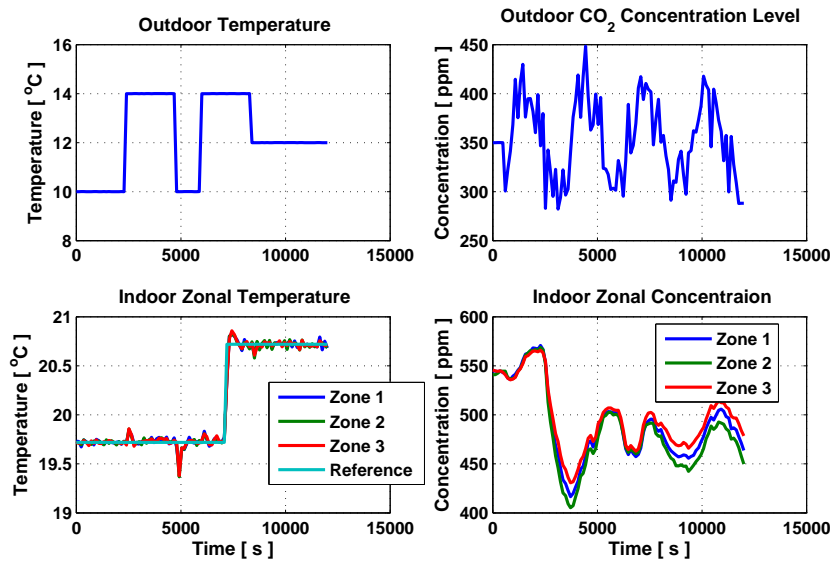 Outdoor Temperature
16
14
12
10
8
0
5000
10000
15000
Temperature [ °C]
Outdoor CO2 Concentration Level
450
400
350
300
250
0
5000
10000
15000
Concentration [ ppm]
Indoor Zonal Temperature
21
20.5
20
19.5
19
0
5000
10000
15000
Temperature [ °C]
Time [ s ]
Zone 1
Zone 2
Zone 3
Reference
Indoor Zonal Concentraion
600
550
500
450
400
0
5000
10000
15000
Concentration [ ppm]
Time [ s ]
Zone 1
Zone 2
Zone 3